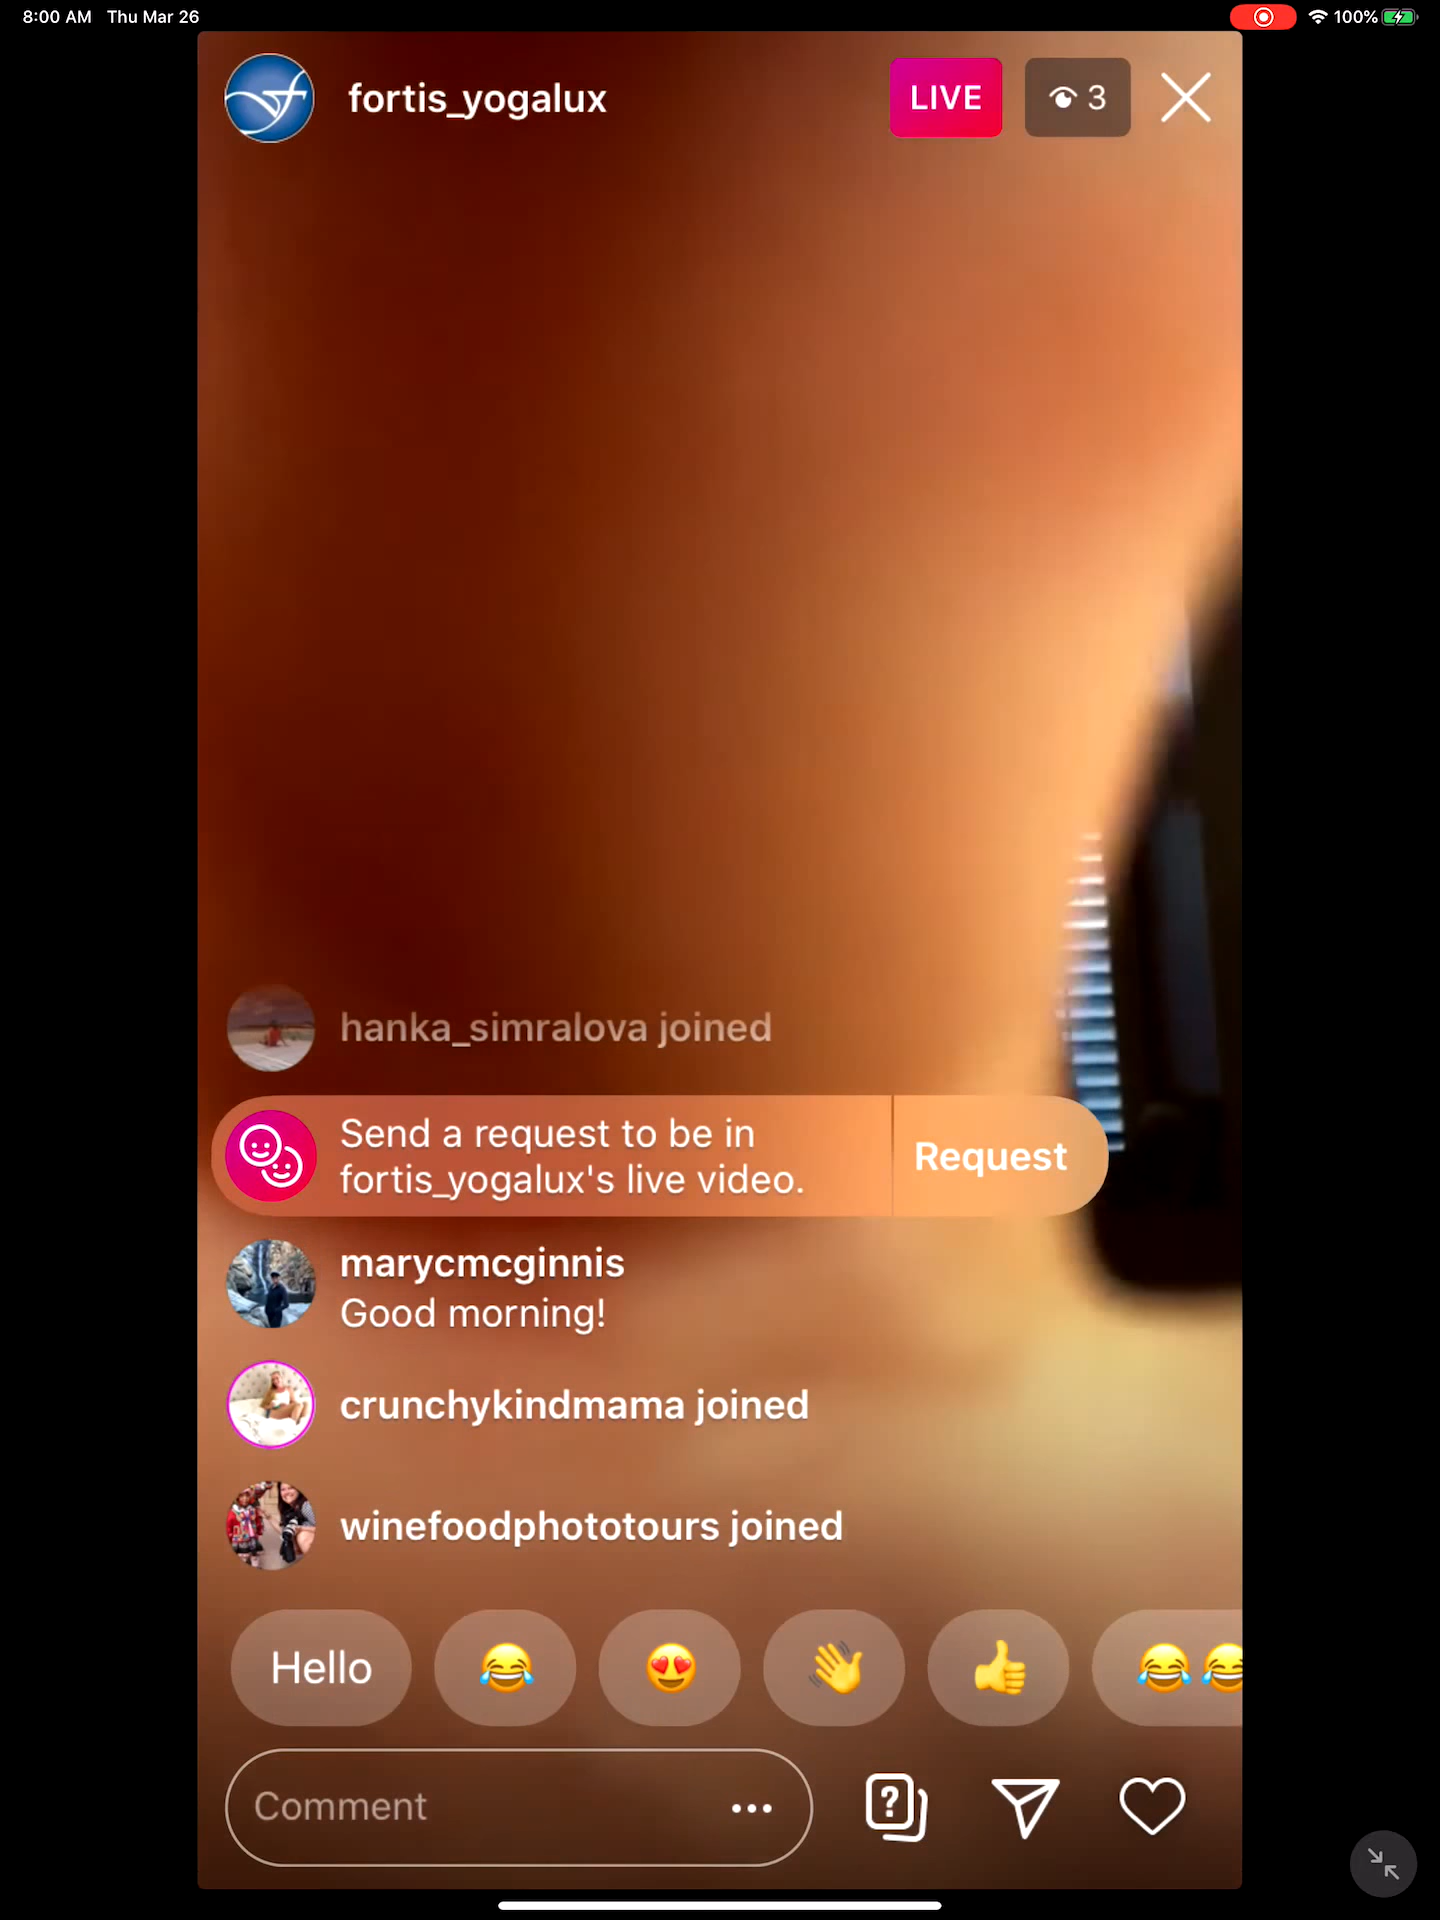 8:00 AM Thu Mar 26
100%
fortis_yogalux
LIVE
3
hanka_simralova joined
Send a request to be in
fortis_yogalux's live video.
Request
marycmcginnis
Good morning!
crunchykindmama joined
winefoodphototours joined
Hello
Comment